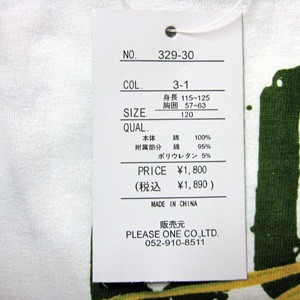 NO. 329-30
COL. 3-1
身長 115~125
胸囲 57~63
SIZE. 120
QUAL.
本体 綿 100%
附属部分 綿 95%
ポリウレタン 5%
PRICE ¥1,800
(税込 ¥1,890)
MADE IN CHINA
販売元
PLEASE ONE CO.,LTD.
052-910-8511